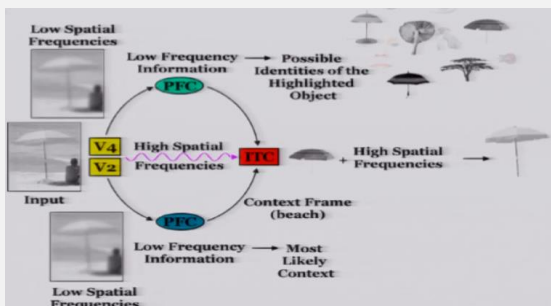 Low Spatial
Frequencies
Low Frequency
Information
Possible
Identities of the
Highlighted
Object
PFC
V4
V2
High Spatial
Frequencies
ITC
+
High Spatial
Frequencies
Input
Context Frame
(beach)
PFC
Low Frequency
Information
Most
Likely
Context
Low Spatial
Frequencies